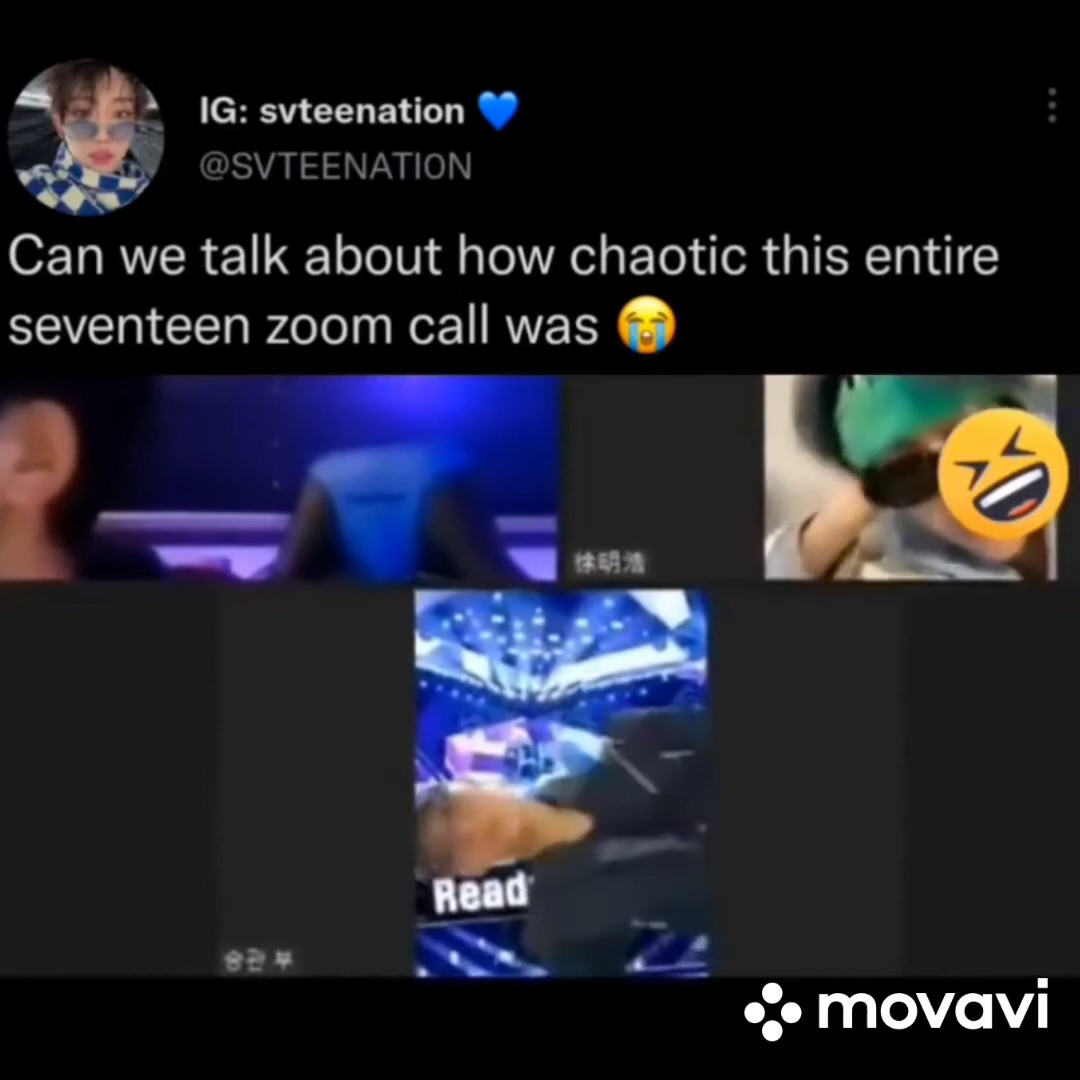 IG: svteenation 💙
@SVTEENATION
Can we talk about how chaotic this entire
seventeen zoom call was 😭
徐明浩
Read
승관 부
movavi